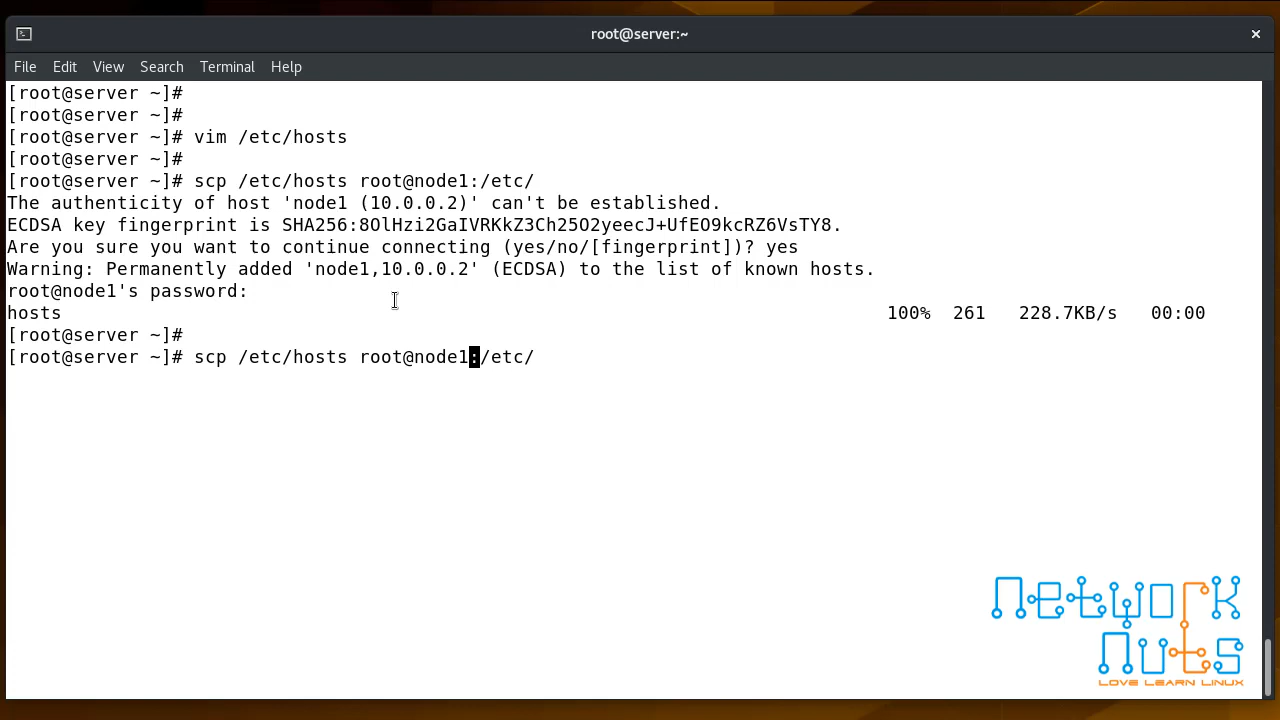 root@server:~
File Edit View Search Terminal Help
[root@server ~]#
[root@server ~]#
[root@server ~]# vim /etc/hosts
[root@server ~]#
[root@server ~]# scp /etc/hosts root@node1:/etc/
The authenticity of host 'node1 (10.0.0.2)' can't be established.
ECDSA key fingerprint is SHA256:8OlHzi2GaIVRKkZ3Ch25O2yeecJ+UfEO9kcRZ6VsTY8.
Are you sure you want to continue connecting (yes/no/[fingerprint])? yes
Warning: Permanently added 'node1,10.0.0.2' (ECDSA) to the list of known hosts.
root@node1's password:
hosts 100% 261 228.7KB/s 00:00
[root@server ~]#
[root@server ~]# scp /etc/hosts root@node1:/etc/
Network
Nuts
LOVE LEARN LINUX